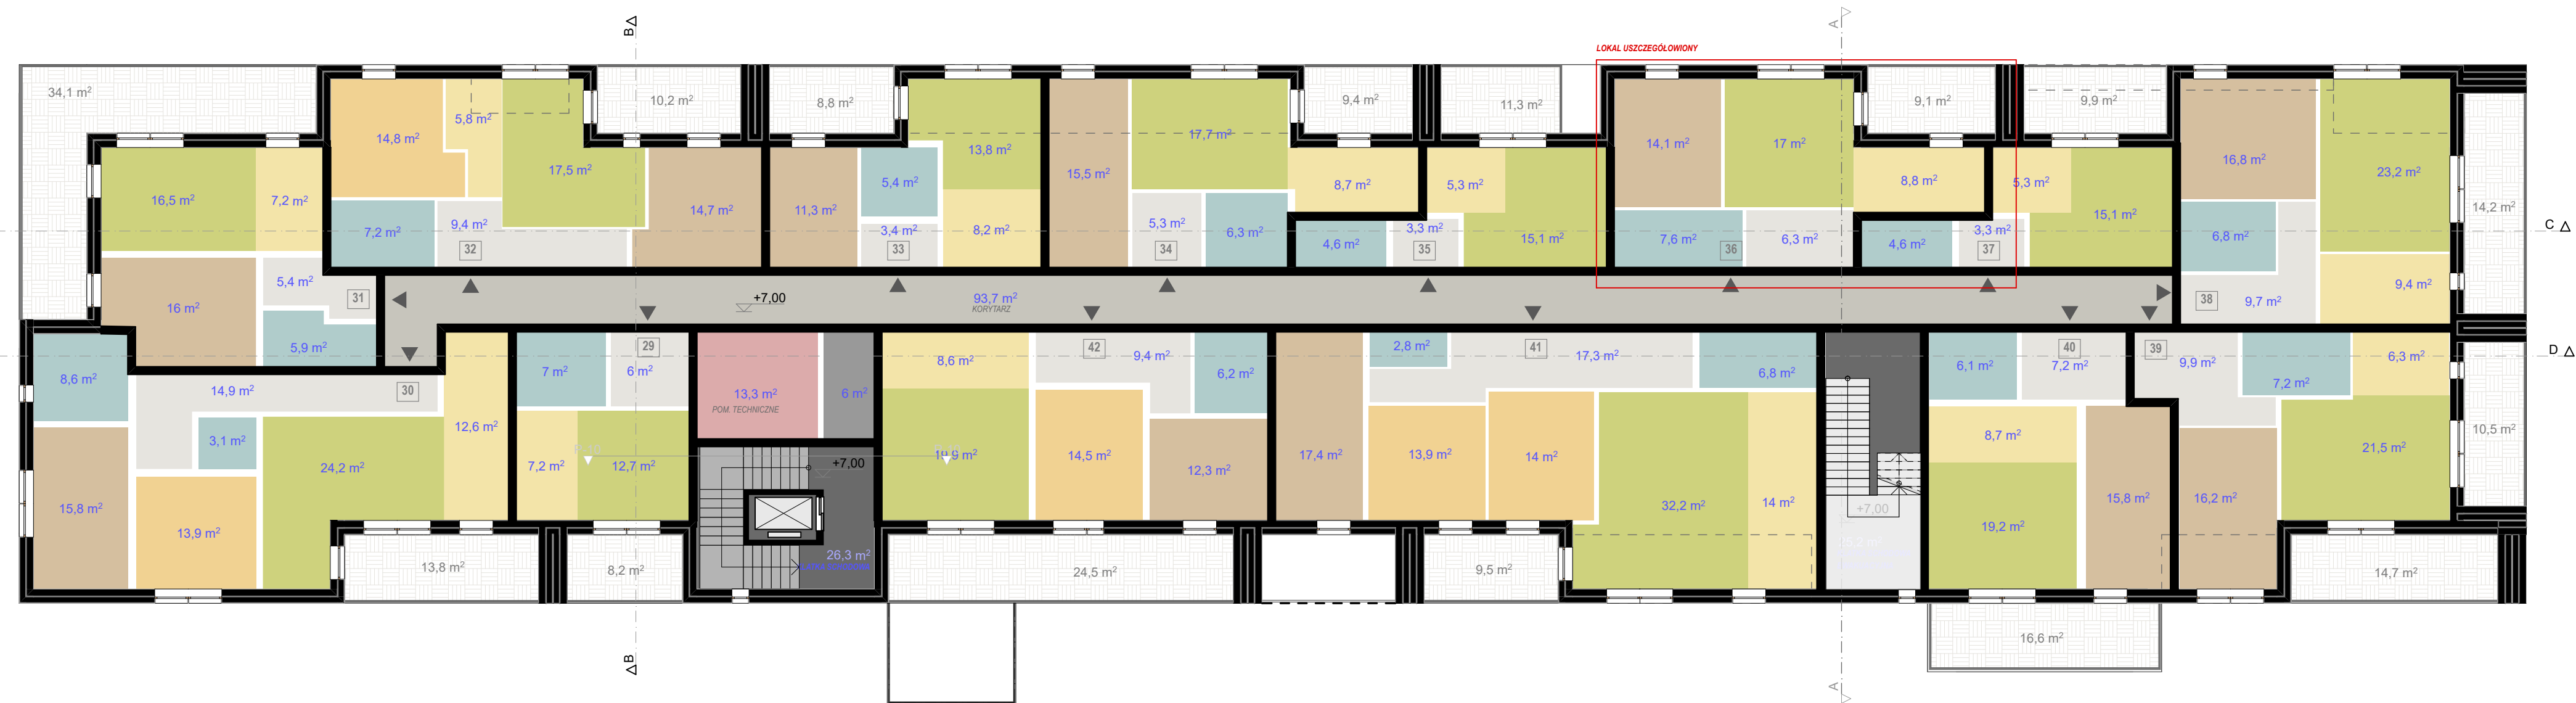 B
A
LOKAL USZCZEGÓŁOWIONY
34,1 m²
10,2 m²
8,8 m²
9,4 m²
11,3 m²
9,1 m²
9,9 m²
14,8 m²
5,8 m²
17,5 m²
13,8 m²
17,7 m²
14,1 m²
17 m²
16,8 m²
23,2 m²
16,5 m²
7,2 m²
14,7 m²
11,3 m²
5,4 m²
15,5 m²
8,7 m²
5,3 m²
8,8 m²
5,3 m²
15,1 m²
14,2 m²
7,2 m²
9,4 m²
3,4 m²
8,2 m²
5,3 m²
6,3 m²
4,6 m²
3,3 m²
15,1 m²
7,6 m²
6,3 m²
4,6 m²
3,3 m²
6,8 m²
C
32
33
34
35
36
37
16 m²
5,4 m²
31
+7,00
93,7 m²
KORYTARZ
9,7 m²
38
9,4 m²
5,9 m²
29
42
41
40
39
D
8,6 m²
14,9 m²
30
7 m²
6 m²
13,3 m²
POM. TECHNICZNE
6 m²
8,6 m²
9,4 m²
6,2 m²
2,8 m²
17,3 m²
6,8 m²
6,1 m²
7,2 m²
9,9 m²
7,2 m²
6,3 m²
3,1 m²
12,6 m²
24,2 m²
7,2 m²
12,7 m²
+7,00
19,9 m²
14,5 m²
12,3 m²
17,4 m²
13,9 m²
14 m²
8,7 m²
10,5 m²
21,5 m²
15,8 m²
13,9 m²
32,2 m²
14 m²
+7,00
19,2 m²
15,8 m²
16,2 m²
13,8 m²
8,2 m²
26,3 m²
24,5 m²
9,5 m²
14,7 m²
16,6 m²
B
A